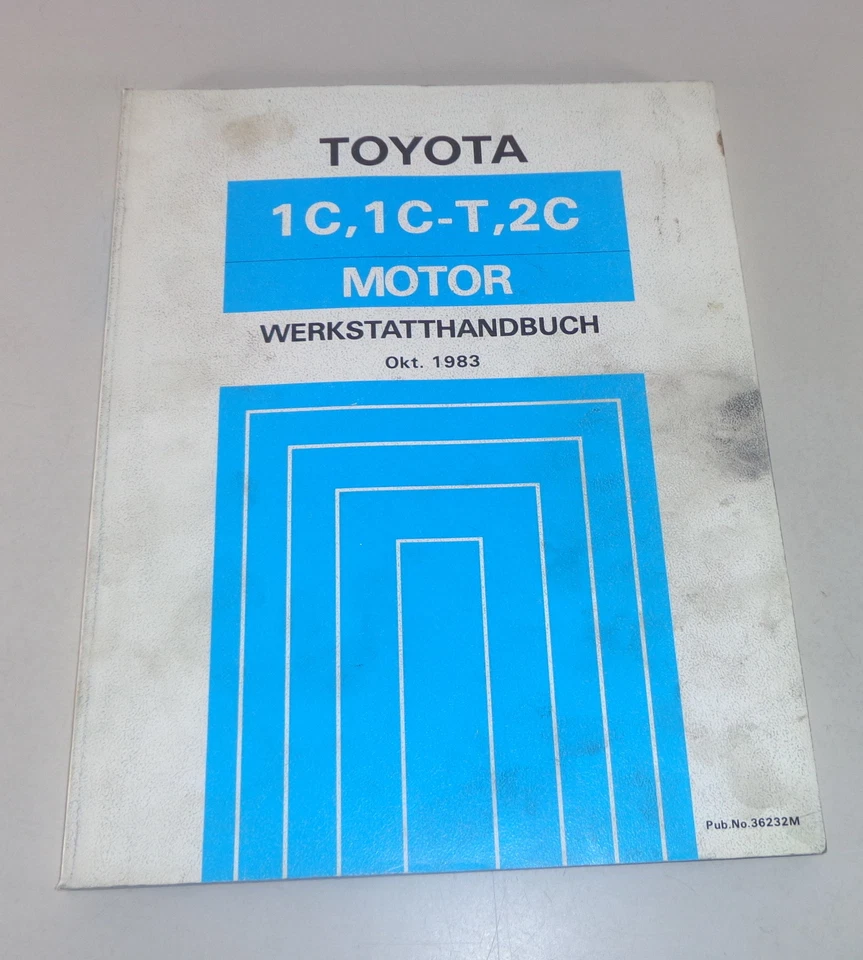 TOYOTA
1C,1C-T,2C
MOTOR
WERKSTATTHANDBUCH
Okt. 1983
Pub.No.36232M